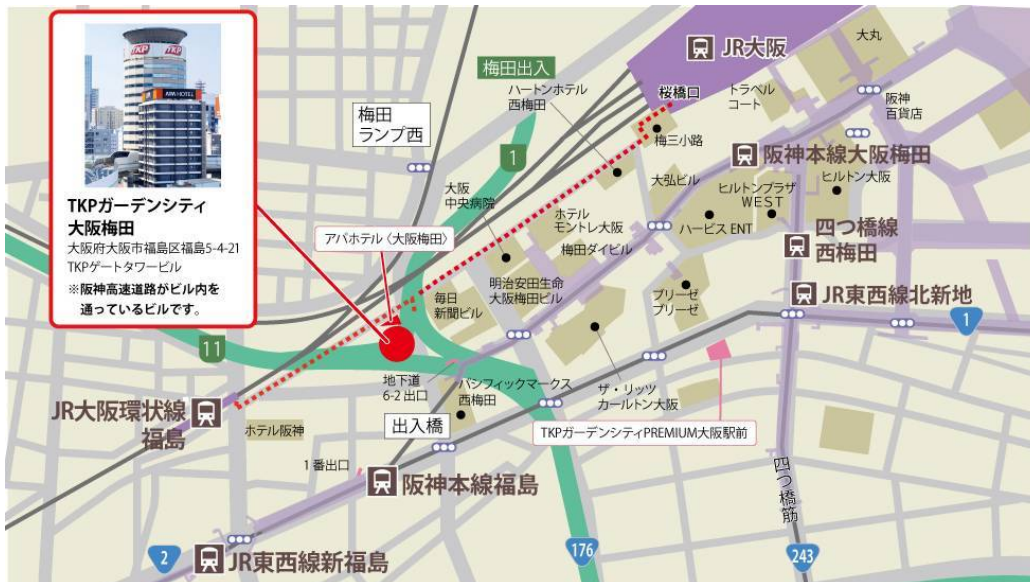 TKP
TKP
APA HOTEL
TKPガーデンシティ
大阪梅田
大阪府大阪市福島区福島5-4-21
TKPゲートタワービル
※阪神高速道路がビル内を
通っているビルです。
梅田
ランプ西
梅田出入
ハートンホテル
西梅田
1
JR大阪
桜橋口
梅三小路
トラベル
コート
大丸
阪神
百貨店
阪神本線大阪梅田
大弘ビル
ヒルトンプラザ
WEST
ヒルトン大阪
ハービス ENT
四つ橋線
西梅田
大阪
中央病院
ホテル
モントレ大阪
梅田ダイビル
アパホテル〈大阪梅田〉
明治安田生命
大阪梅田ビル
ブリーゼ
ブリーゼ
JR東西線北新地
1
毎日
新聞ビル
11
地下道
6-2 出口
パシフィックマークス
西梅田
ザ・リッツ
カールトン大阪
JR大阪環状線
福島
ホテル阪神
出入橋
TKPガーデンシティPREMIUM大阪駅前
1 番出口
阪神本線福島
四つ橋筋
2
JR東西線新福島
176
243